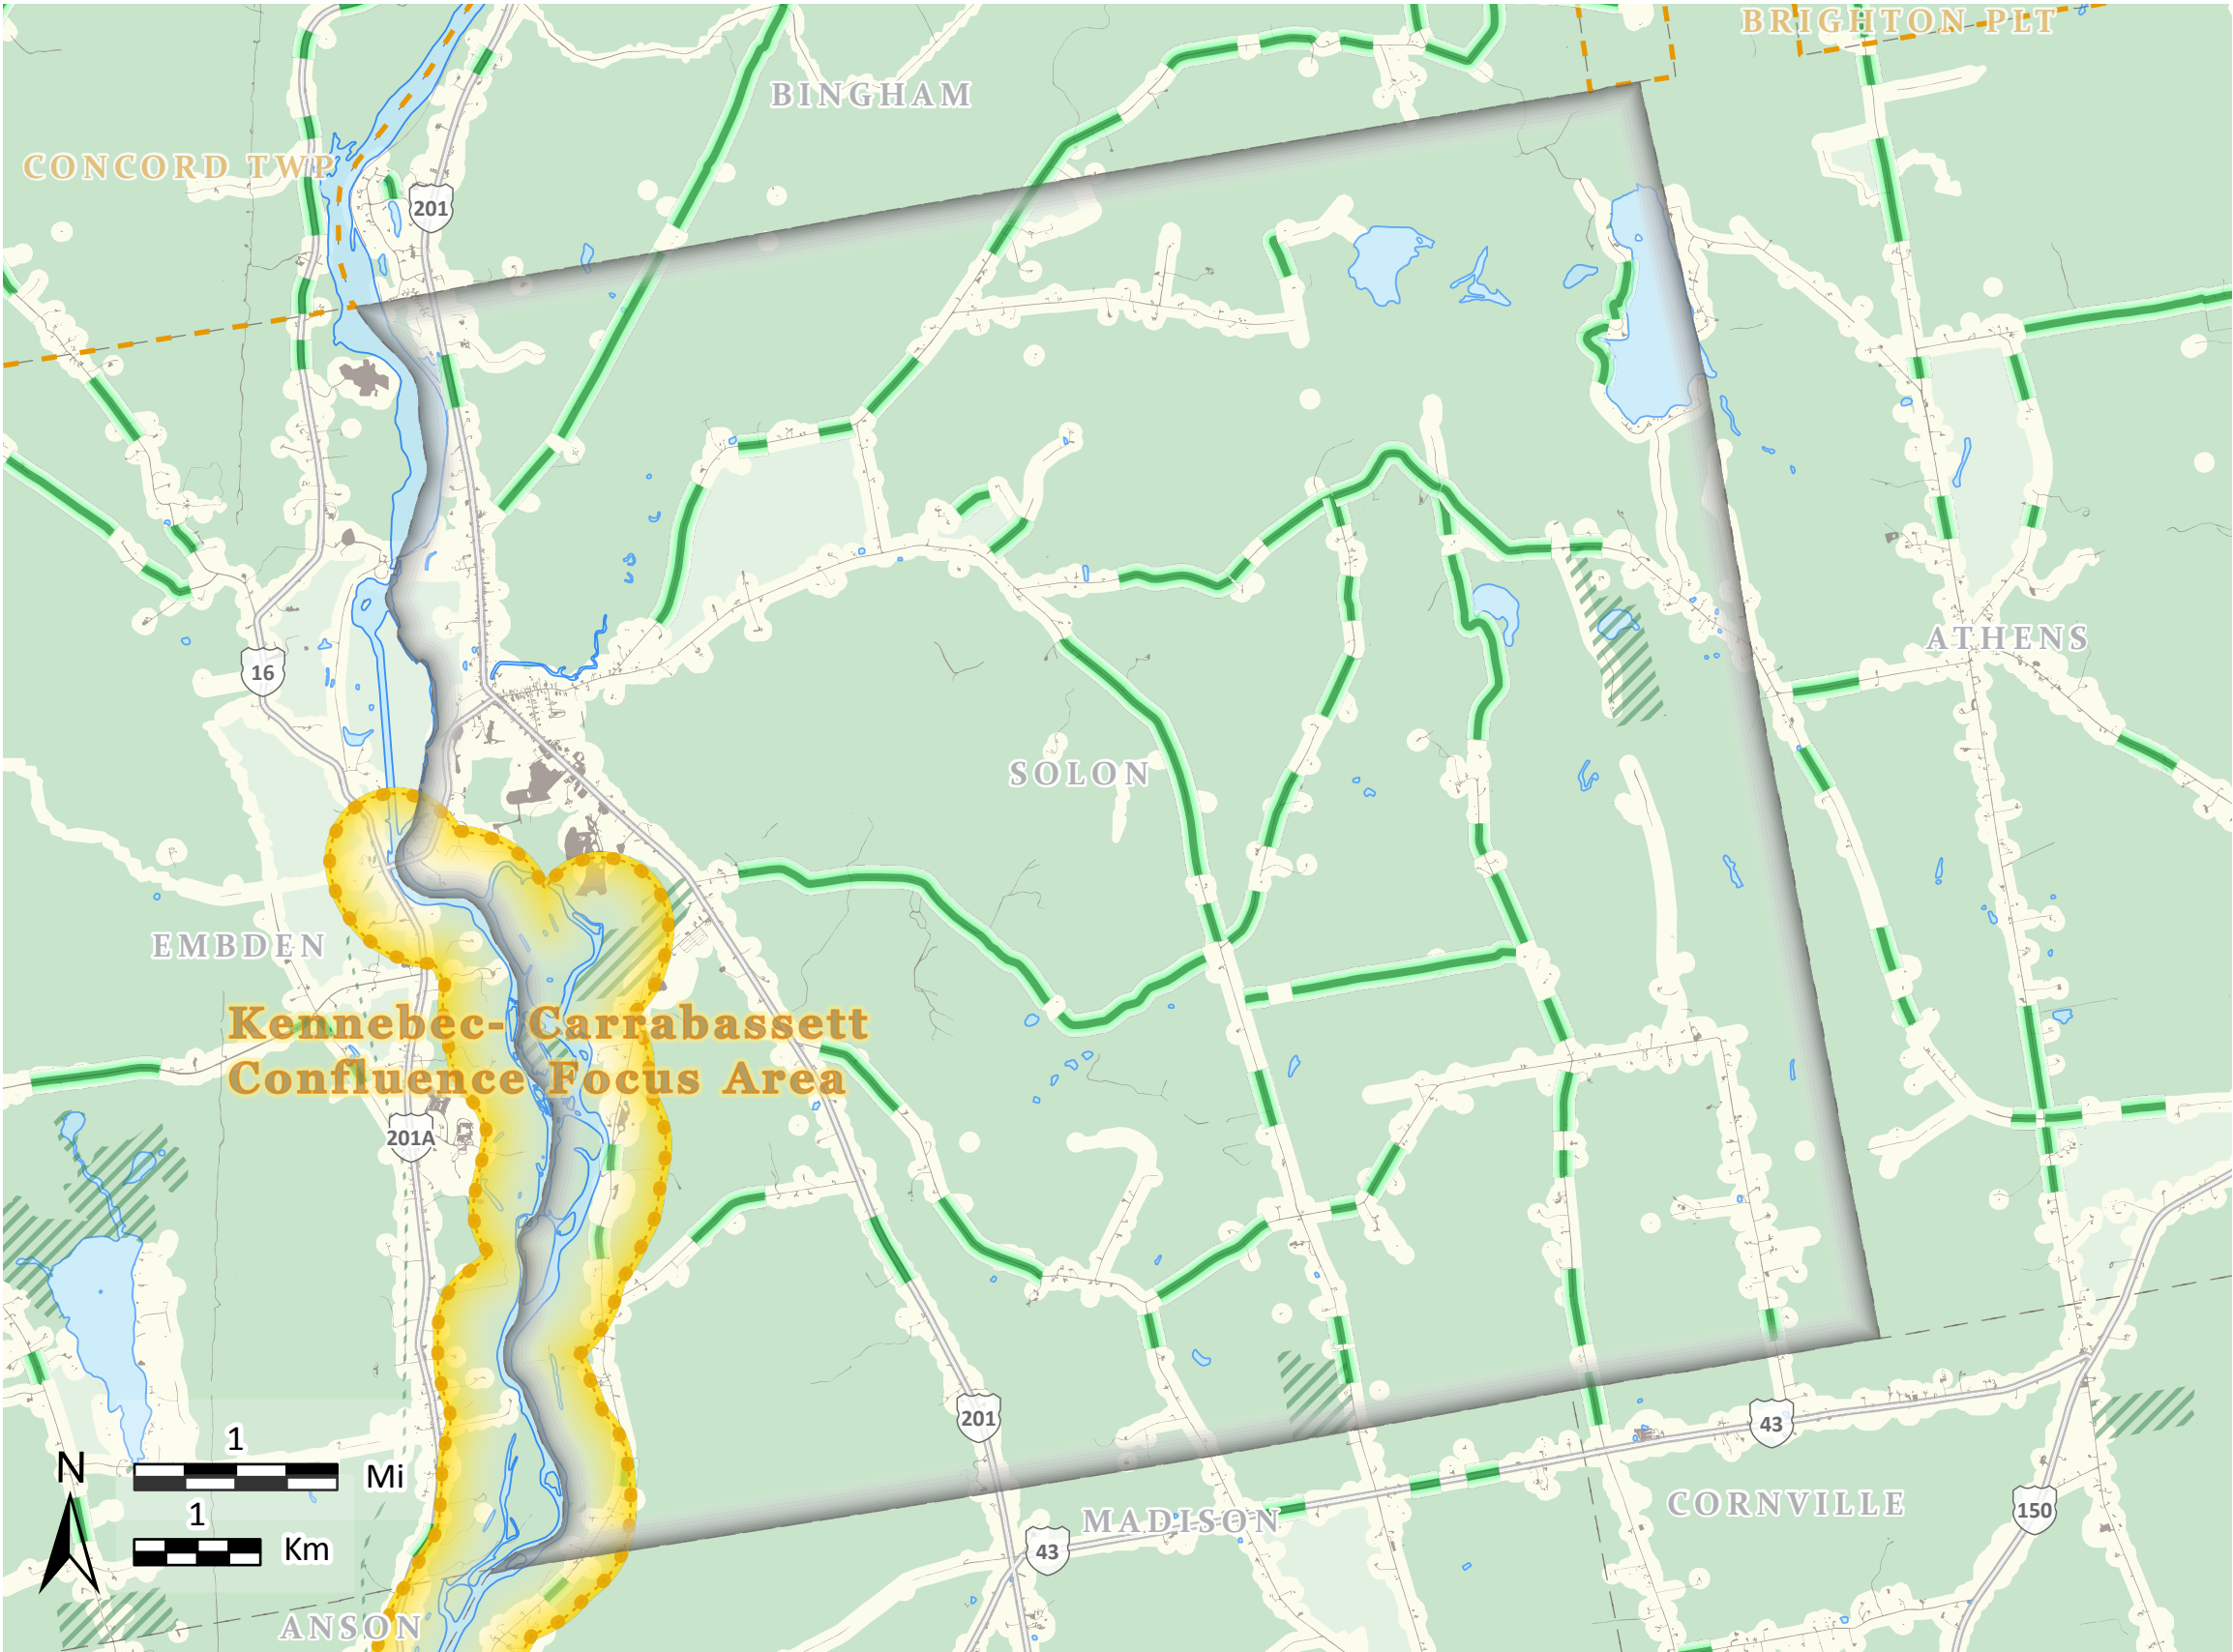 BRIGHTON PLT
BINGHAM
CONCORD TWP
201
ATHENS
16
SOLON
EMBDEN
Kennebec- Carrabassett
Confluence Focus Area
201A
201
43
1
Mi
N
1
Km
MADISON
CORNVILLE
150
43
ANSON